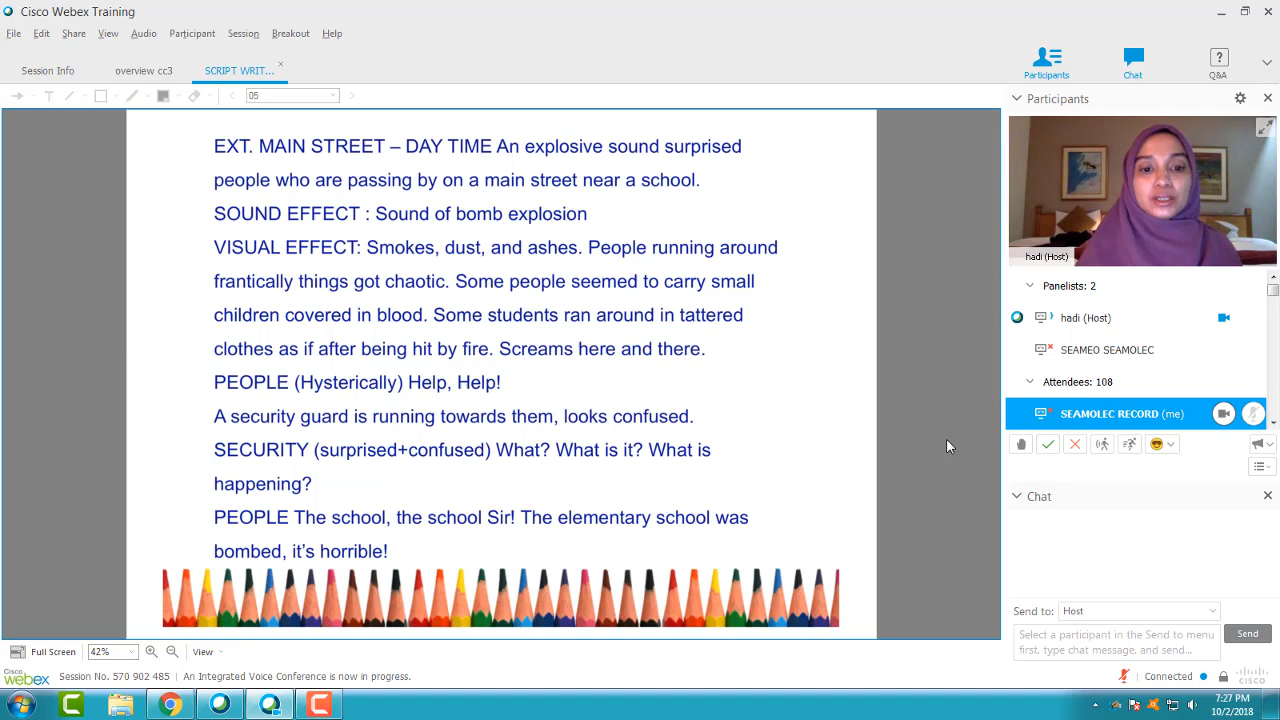 Cisco Webex Training
File Edit Share View Audio Participant Session Breakout Help
Session Info overview cc3 SCRIPT WRIT...
Participants Chat Q&A
05
Participants
EXT. MAIN STREET – DAY TIME An explosive sound surprised
people who are passing by on a main street near a school.
SOUND EFFECT : Sound of bomb explosion
VISUAL EFFECT: Smokes, dust, and ashes. People running around
frantically things got chaotic. Some people seemed to carry small
children covered in blood. Some students ran around in tattered
clothes as if after being hit by fire. Screams here and there.
PEOPLE (Hysterically) Help, Help!
A security guard is running towards them, looks confused.
SECURITY (surprised+confused) What? What is it? What is
happening?
PEOPLE The school, the school Sir! The elementary school was
bombed, it's horrible!
hadi (Host)
Panelists: 2
hadi (Host)
SEAMEO SEAMOLEC
Attendees: 108
SEAMOLEC RECORD (me)
Chat
Send to: Host
Select a participant in the Send to menu
first, type chat message, and send...
Send
Full Screen 42% View
Cisco
webex
Session No. 570 902 485 An Integrated Voice Conference is now in progress.
Connected
CISCO
7:27 PM
10/2/2018